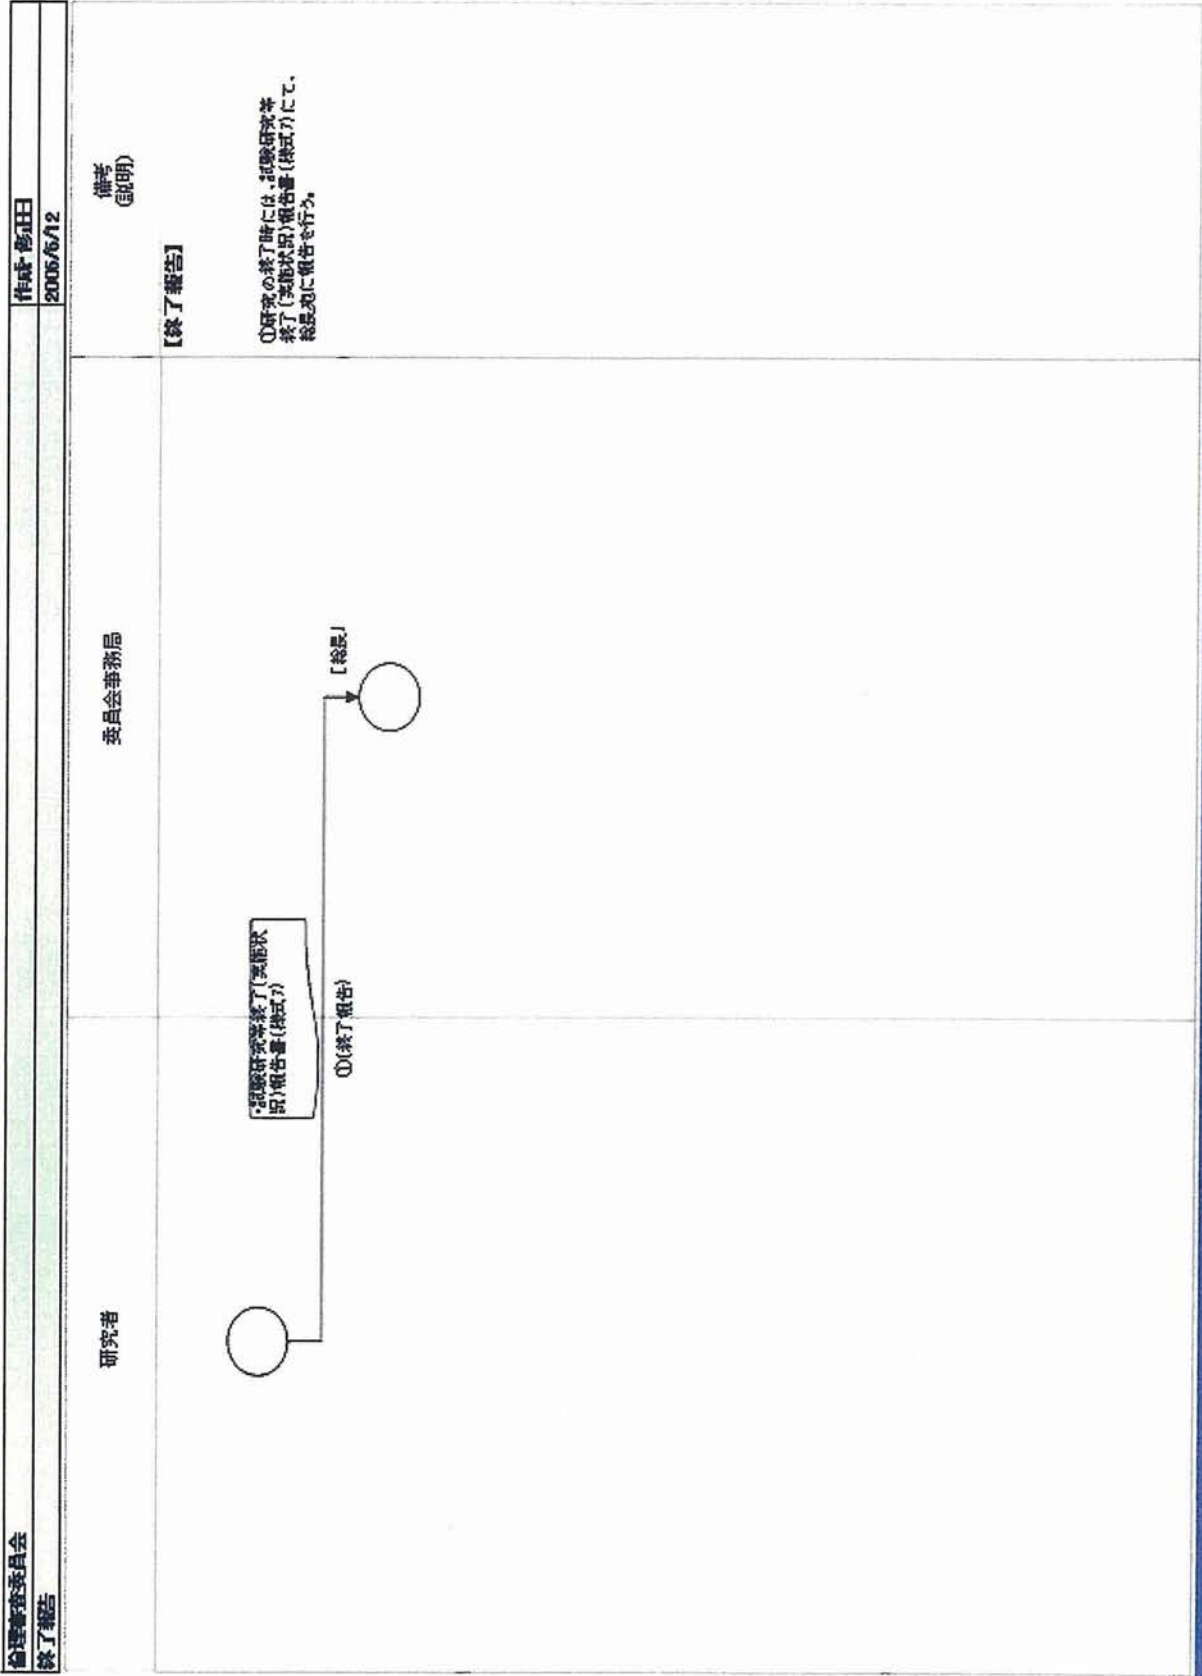 倫理審査委員会
作成・修正日
終了報告
2006/6/12
研究者
委員会事務局
備考
(説明)
【終了報告】
・試験研究等終了(実施状
況)報告書(様式7)
①(終了報告)
【総長】
①研究の終了時には、試験研究等
終了(実施状況)報告書(様式7)にて、
総長宛に報告を行う。